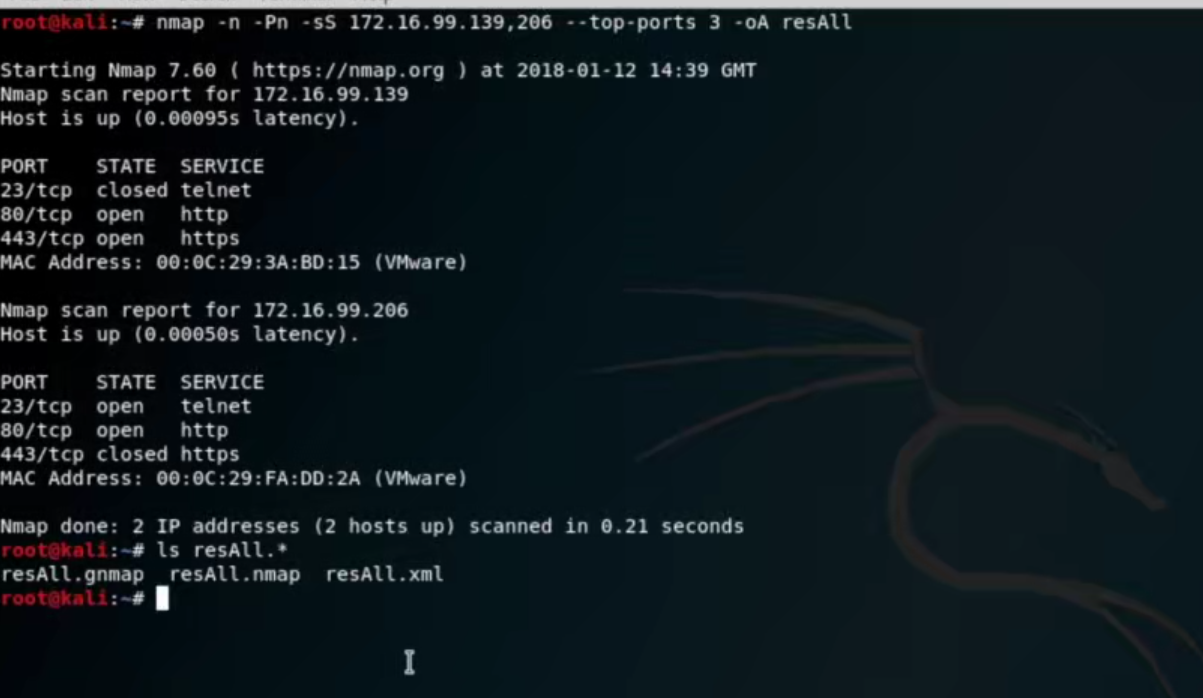 root@kali:~# nmap -n -Pn -sS 172.16.99.139,206 --top-ports 3 -oA resAll
Starting Nmap 7.60 ( https://nmap.org ) at 2018-01-12 14:39 GMT
Nmap scan report for 172.16.99.139
Host is up (0.00095s latency).
PORT    STATE  SERVICE
23/tcp  closed telnet
80/tcp  open   http
443/tcp open   https
MAC Address: 00:0C:29:3A:BD:15 (VMware)
Nmap scan report for 172.16.99.206
Host is up (0.00050s latency).
PORT    STATE  SERVICE
23/tcp  open   telnet
80/tcp  open   http
443/tcp closed https
MAC Address: 00:0C:29:FA:DD:2A (VMware)
Nmap done: 2 IP addresses (2 hosts up) scanned in 0.21 seconds
root@kali:~# ls resAll.*
resAll.gnmap  resAll.nmap  resAll.xml
root@kali:~#